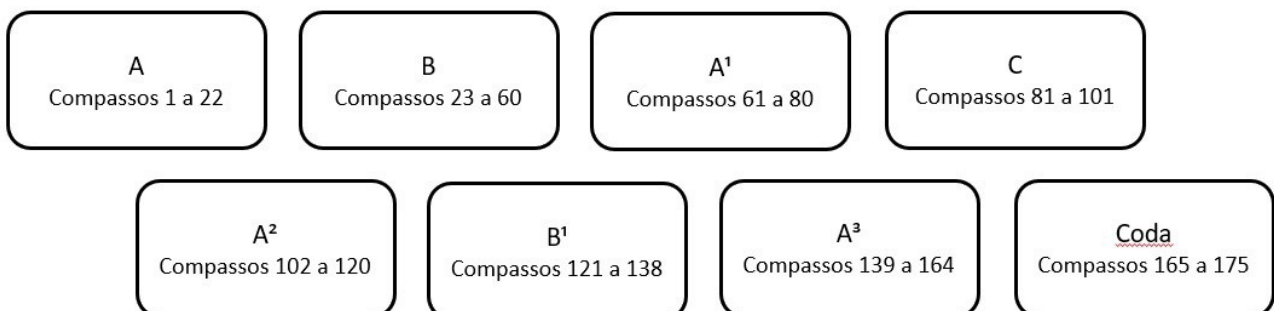 A
Compassos 1 a 22
B
Compassos 23 a 60
A¹
Compassos 61 a 80
C
Compassos 81 a 101
A²
Compassos 102 a 120
B¹
Compassos 121 a 138
A³
Compassos 139 a 164
Coda
Compassos 165 a 175